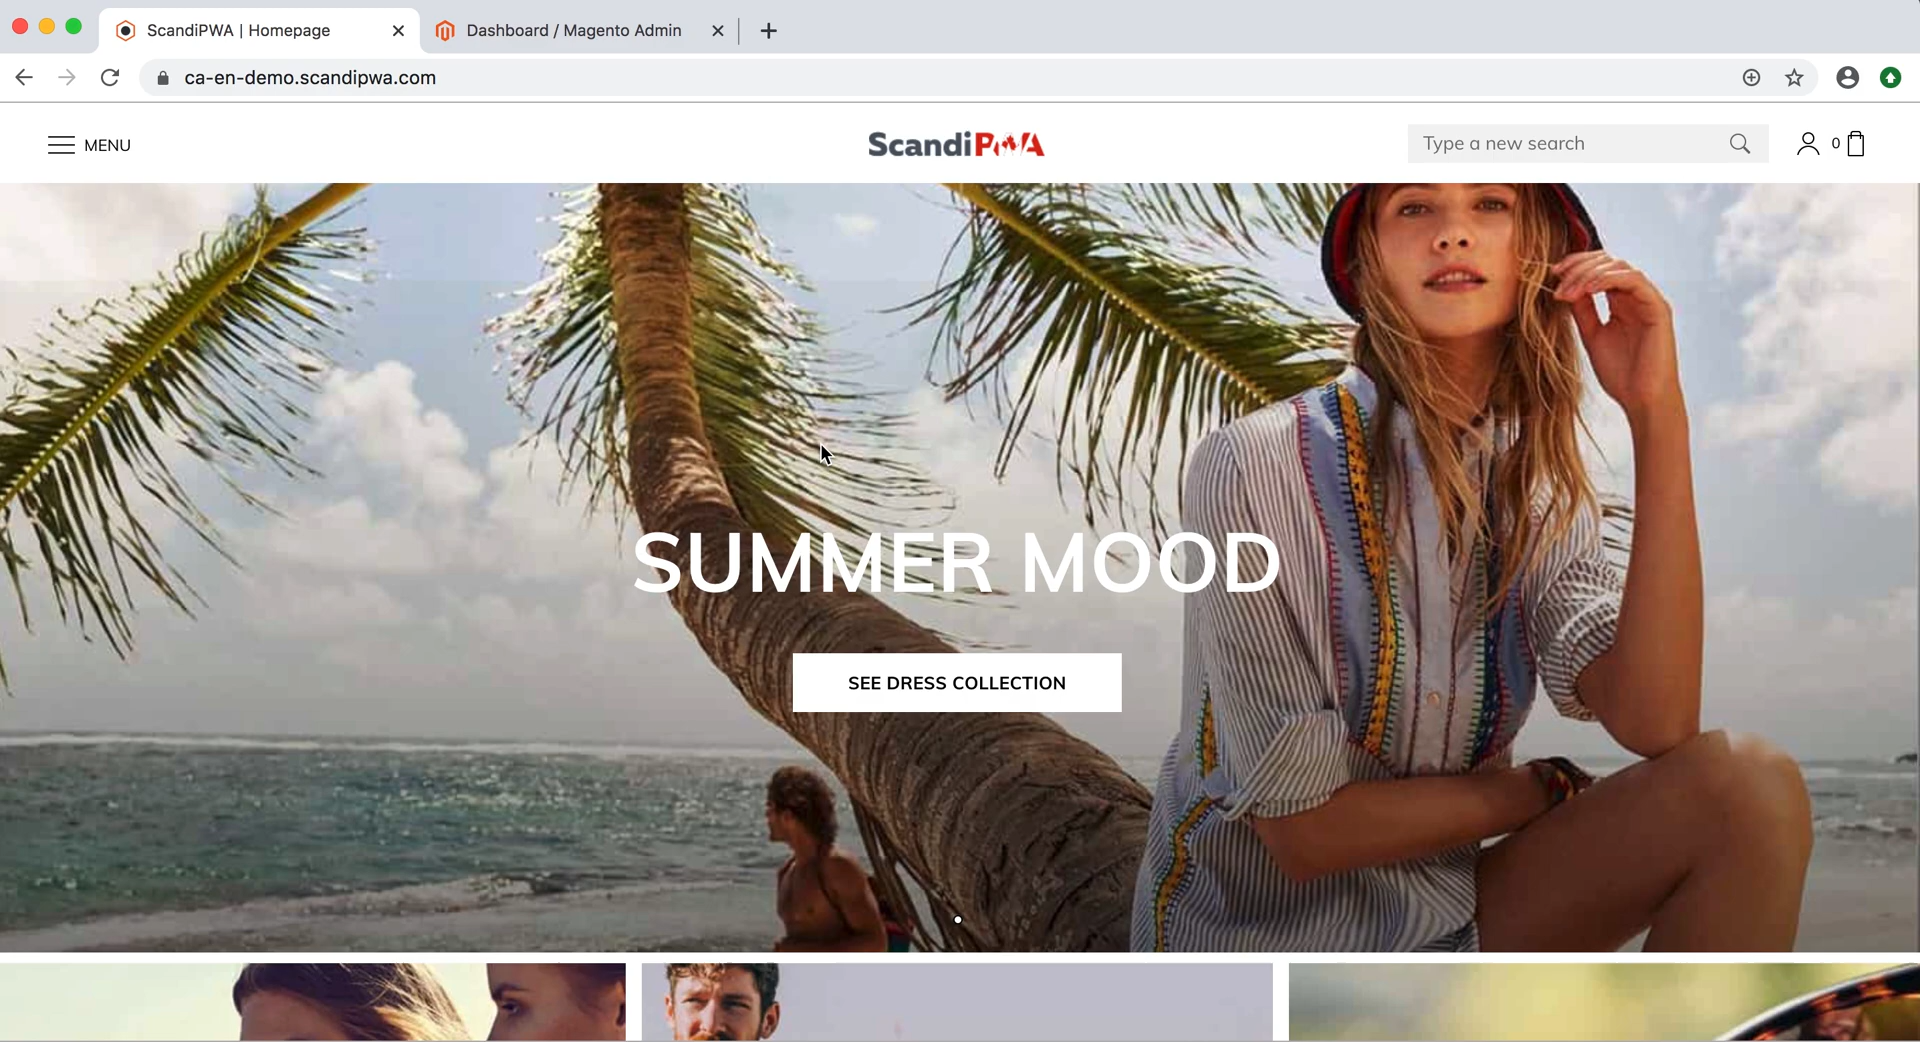 ScandiPWA | Homepage
Dashboard / Magento Admin
ca-en-demo.scandipwa.com
MENU
ScandiPWA
Type a new search
0
SUMMER MOOD
SEE DRESS COLLECTION